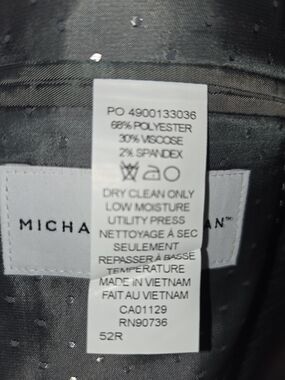 PO 4900133036
68% POLYESTER
30% VISCOSE
2% SPANDEX
DRY CLEAN ONLY
LOW MOISTURE
UTILITY PRESS
NETTOYAGE À SEC
SEULEMENT
REPASSER À BASSE
TEMPERATURE
MADE IN VIETNAM
FAIT AU VIETNAM
CA01129
RN90736
52R
MICHA AN™